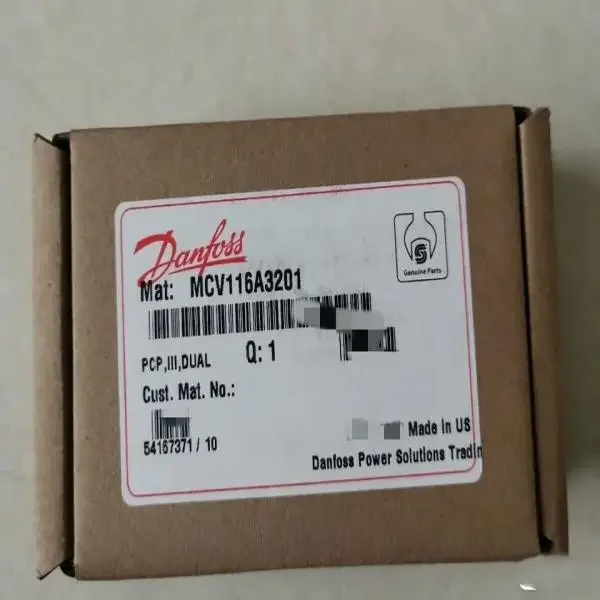 Danfoss
Genuine Parts
Mat: MCV116A3201
PCP,III,DUAL Q: 1
Cust. Mat. No.:
54167371 / 10
Made in US
Danfoss Power Solutions Tradin